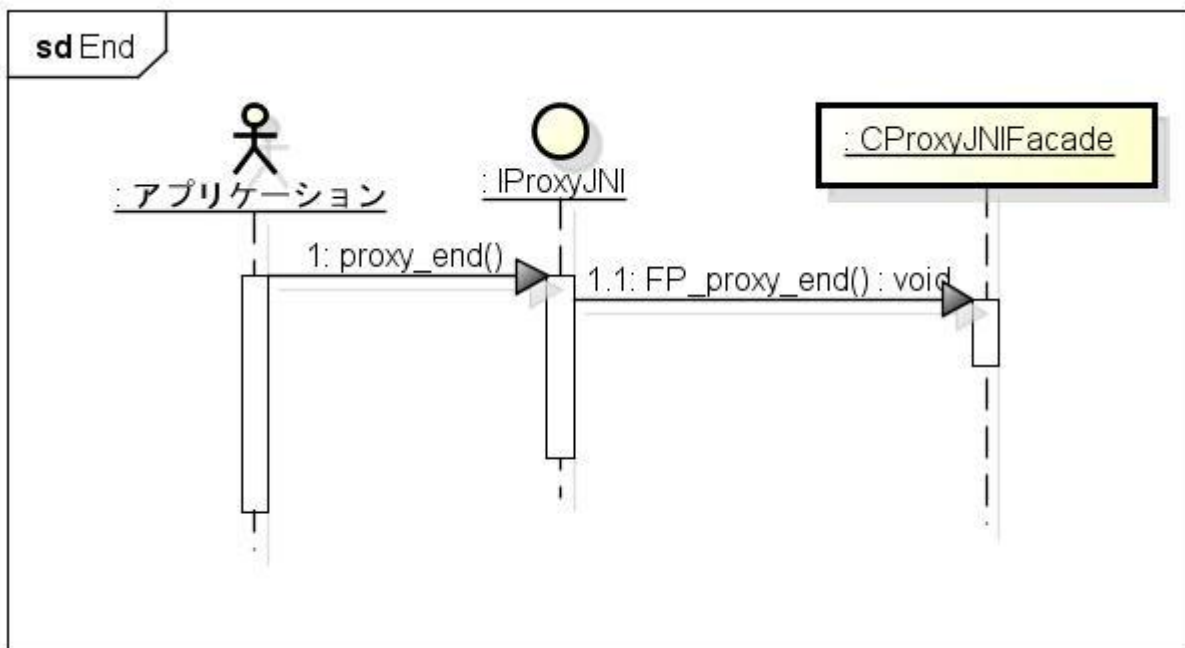 sd End
: アプリケーション
: IProxyJNI
: CProxyJNIFacade
1: proxy_end()
1.1: FP_proxy_end() : void